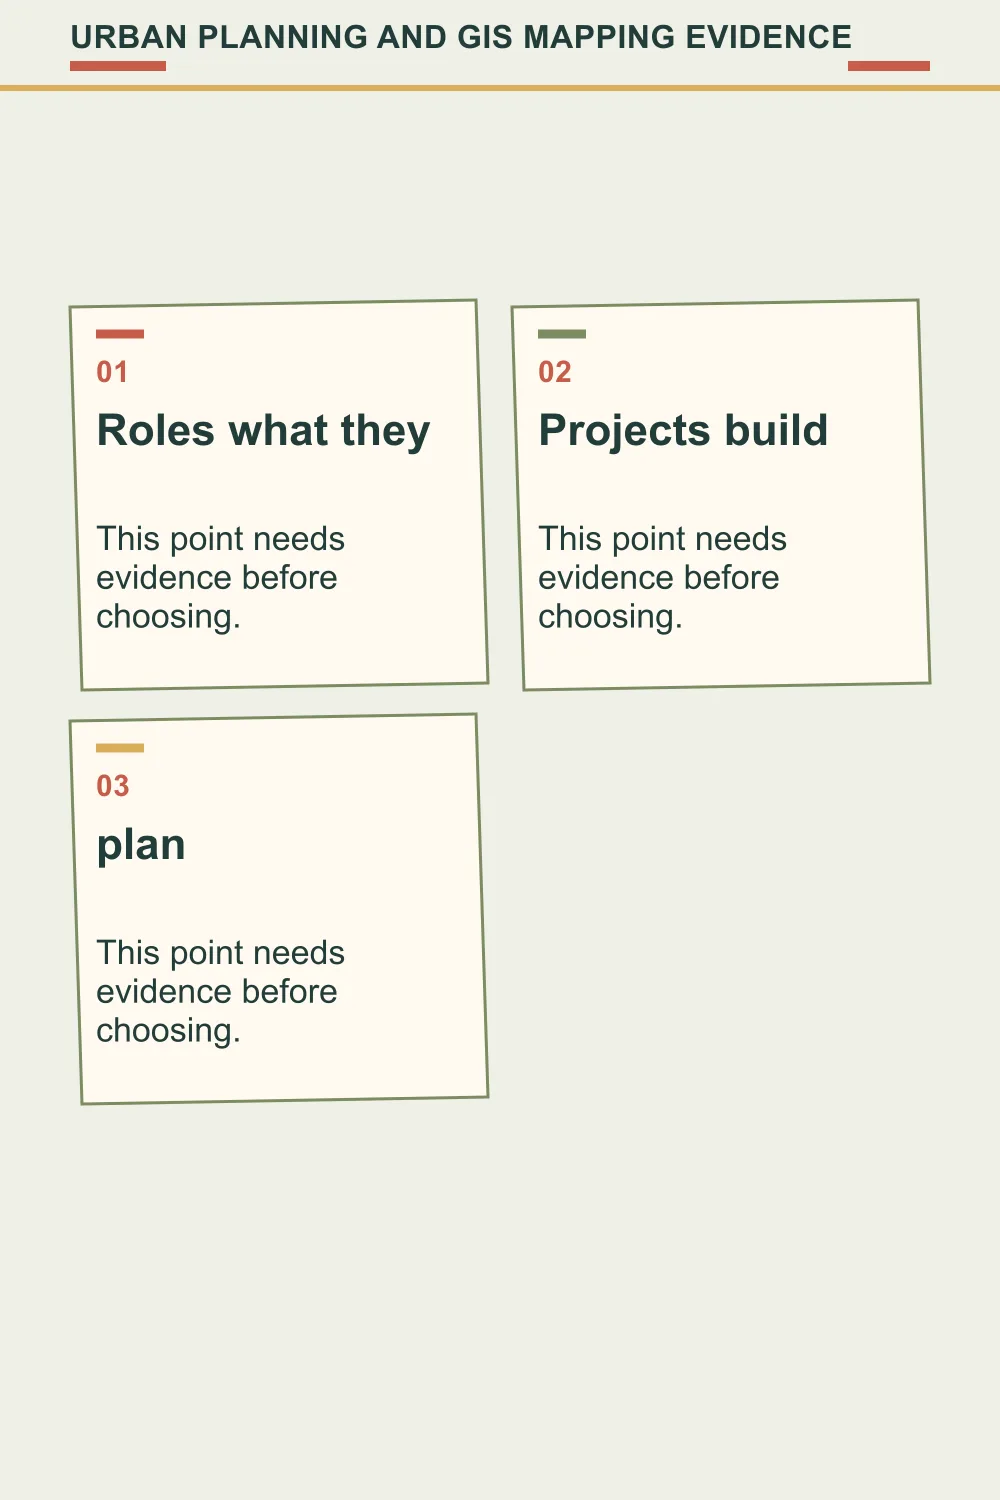 URBAN PLANNING AND GIS MAPPING EVIDENCE
01
Roles what they
This point needs
evidence before
choosing.
02
Projects build
This point needs
evidence before
choosing.
03
plan
This point needs
evidence before
choosing.